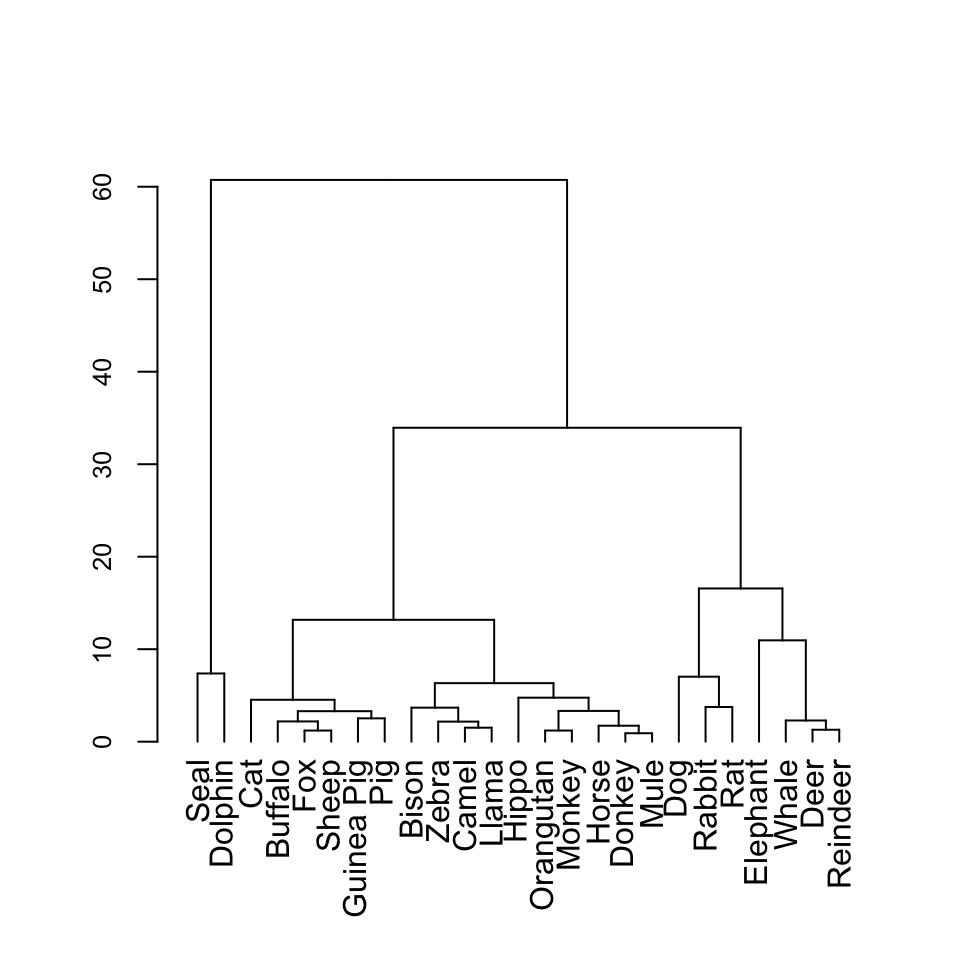 60
50
40
30
20
10
0
Seal
Dolphin
Cat
Buffalo
Fox
Sheep
Guinea Pig
Pig
Bison
Zebra
Camel
Llama
Hippo
Orangutan
Monkey
Horse
Donkey
Mule
Dog
Rabbit
Rat
Elephant
Whale
Deer
Reindeer